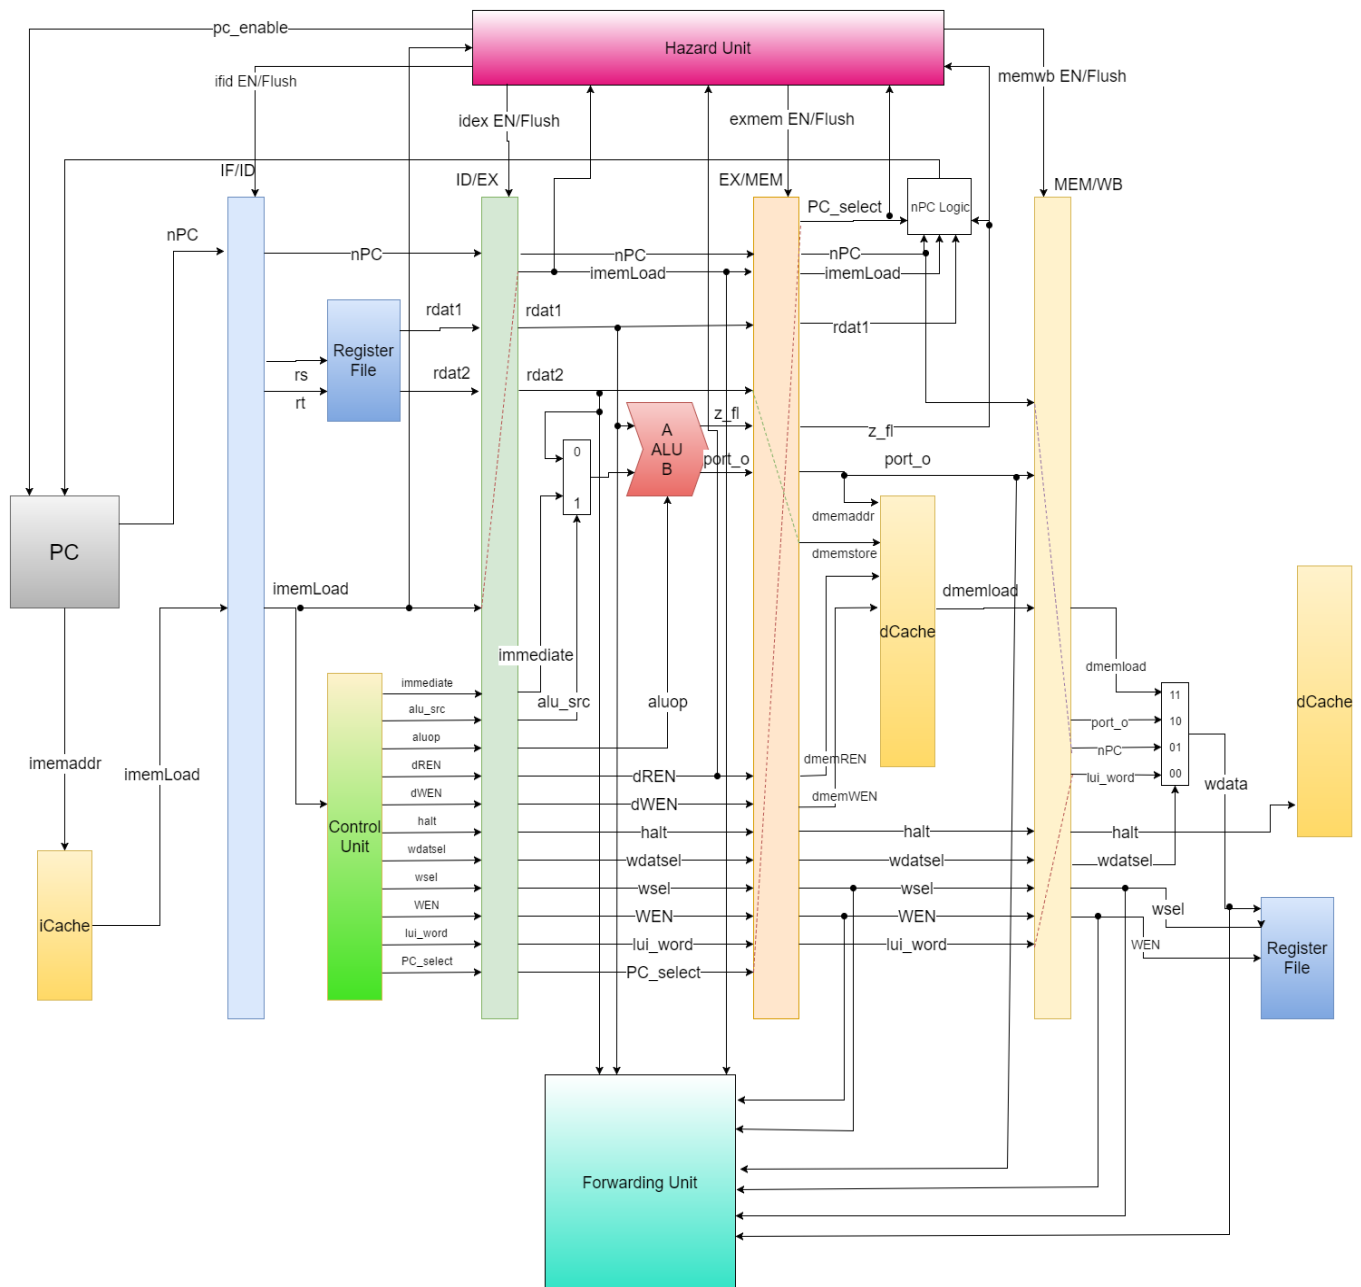 pc_enable
Hazard Unit
ifid EN/Flush
memwb EN/Flush
idex EN/Flush
exmem EN/Flush
IF/ID
ID/EX
EX/MEM
MEM/WB
PC_select
nPC Logic
nPC
nPC
nPC
nPC
imemLoad
imemLoad
rdat1
rdat1
rdat1
Register
File
rs
rt
rdat2
rdat2
A
ALU
B
z_fl
z_fl
port_o
port_o
0
1
dmemaddr
dmemstore
PC
imemLoad
dmemload
dCache
immediate
alu_src
aluop
dmemload
11
port_o
10
nPC
01
lui_word
00
wdata
dCache
imemaddr
imemLoad
Control
Unit
immediate
alu_src
aluop
dREN
dWEN
halt
wdatsel
wsel
WEN
lui_word
PC_select
dREN
dWEN
halt
wdatsel
wsel
WEN
lui_word
PC_select
dmemREN
dmemWEN
halt
wdatsel
wsel
WEN
lui_word
halt
wdatsel
wsel
WEN
iCache
Register
File
Forwarding Unit